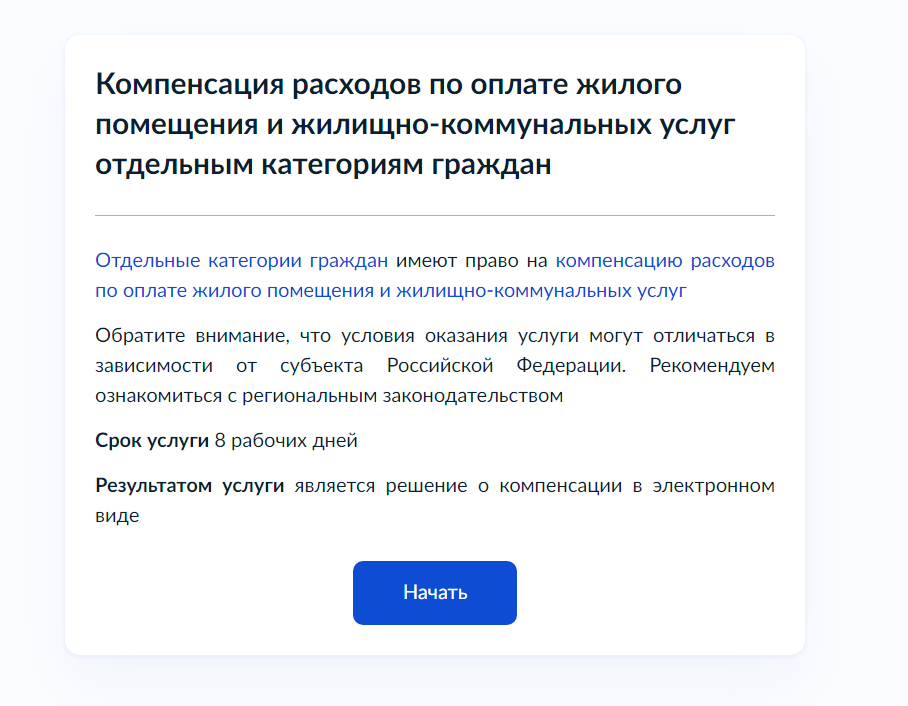 Компенсация расходов по оплате жилого
помещения и жилищно-коммунальных услуг
отдельным категориям граждан
Отдельные категории граждан имеют право на компенсацию расходов
по оплате жилого помещения и жилищно-коммунальных услуг
Обратите внимание, что условия оказания услуги могут отличаться в
зависимости от субъекта Российской Федерации. Рекомендуем
ознакомиться с региональным законодательством
Срок услуги 8 рабочих дней
Результатом услуги является решение о компенсации в электронном
виде
Начать